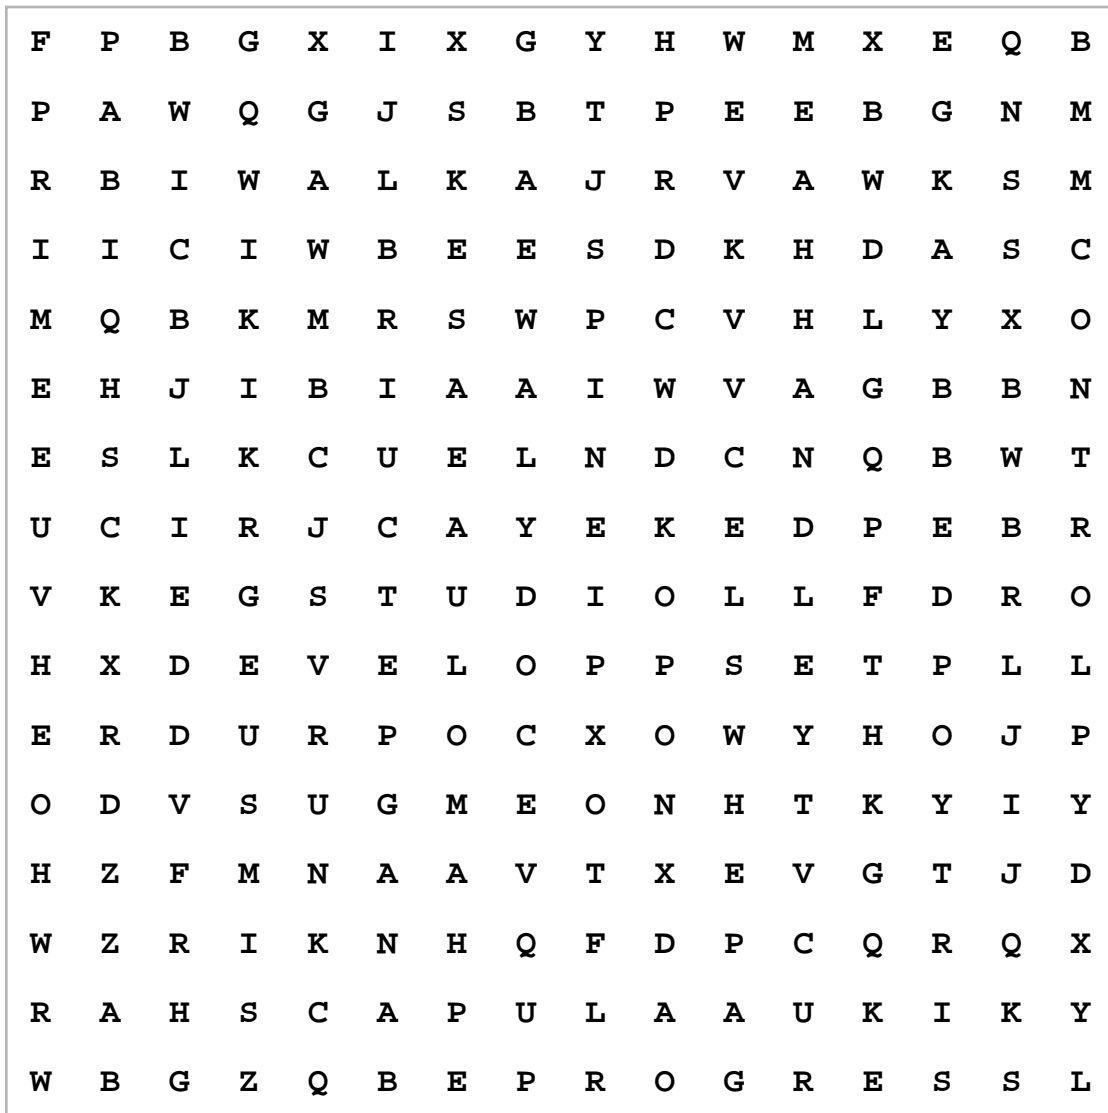 F P B G X I X G Y H W M X E Q B
P A W Q G J S B T P E E B G N M
R B I W A L K A J R V A W K S M
I I C I W B E E S D K H D A S C
M Q B K M R S W P C V H L Y X O
E H J I B I A A I W V A G B B N
E S L K C U E L N D C N Q B W T
U C I R J C A Y E K E D P E B R
V K E G S T U D I O L L F D R O
H X D E V E L O P P S E T P L L
E R D U R P O C X O W Y H O J P
O D V S U G M E O N H T K Y I Y
H Z F M N A A V T X E V G T J D
W Z R I K N H Q F D P C Q R Q X
R A H S C A P U L A A U K I K Y
W B G Z Q B E P R O G R E S S L